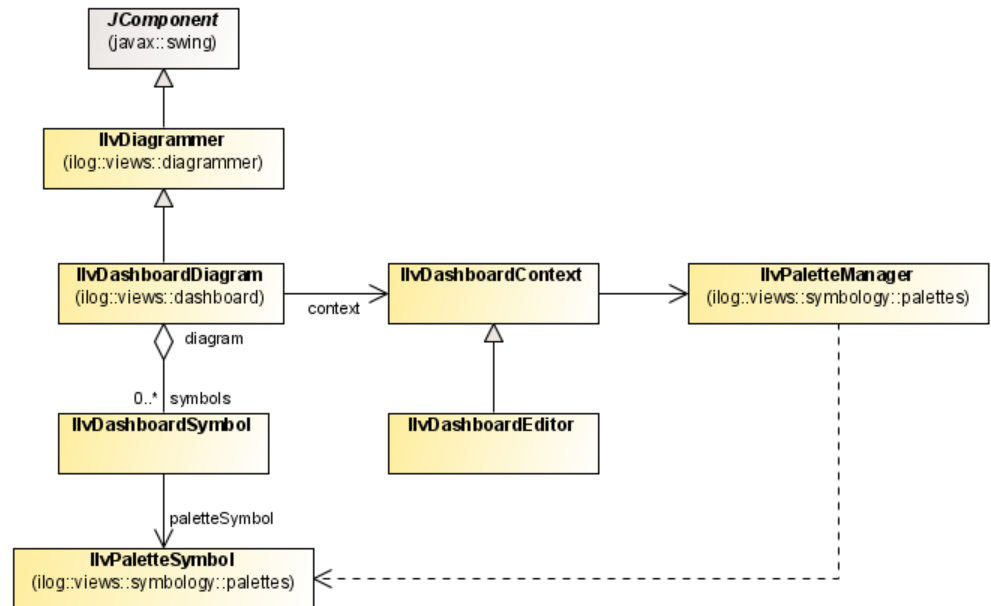 JComponent
(javax::swing)
IlvDiagrammer
(ilog::views::diagrammer)
IlvDashboardDiagram
(ilog::views::dashboard)
context
IlvDashboardContext
IlvPaletteManager
(ilog::views::symbology::palettes)
diagram
0..* symbols
IlvDashboardSymbol
IlvDashboardEditor
paletteSymbol
IlvPaletteSymbol
(ilog::views::symbology::palettes)